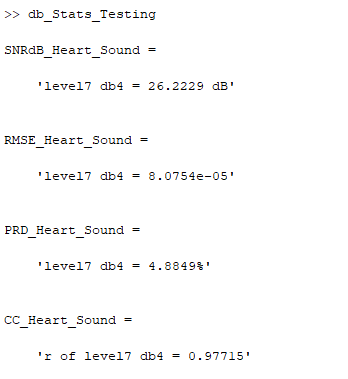 >> db_Stats_Testing
SNRdB_Heart_Sound =
'level7 db4 = 26.2229 dB'
RMSE_Heart_Sound =
'level7 db4 = 8.0754e-05'
PRD_Heart_Sound =
'level7 db4 = 4.8849%'
CC_Heart_Sound =
'r of level7 db4 = 0.97715'